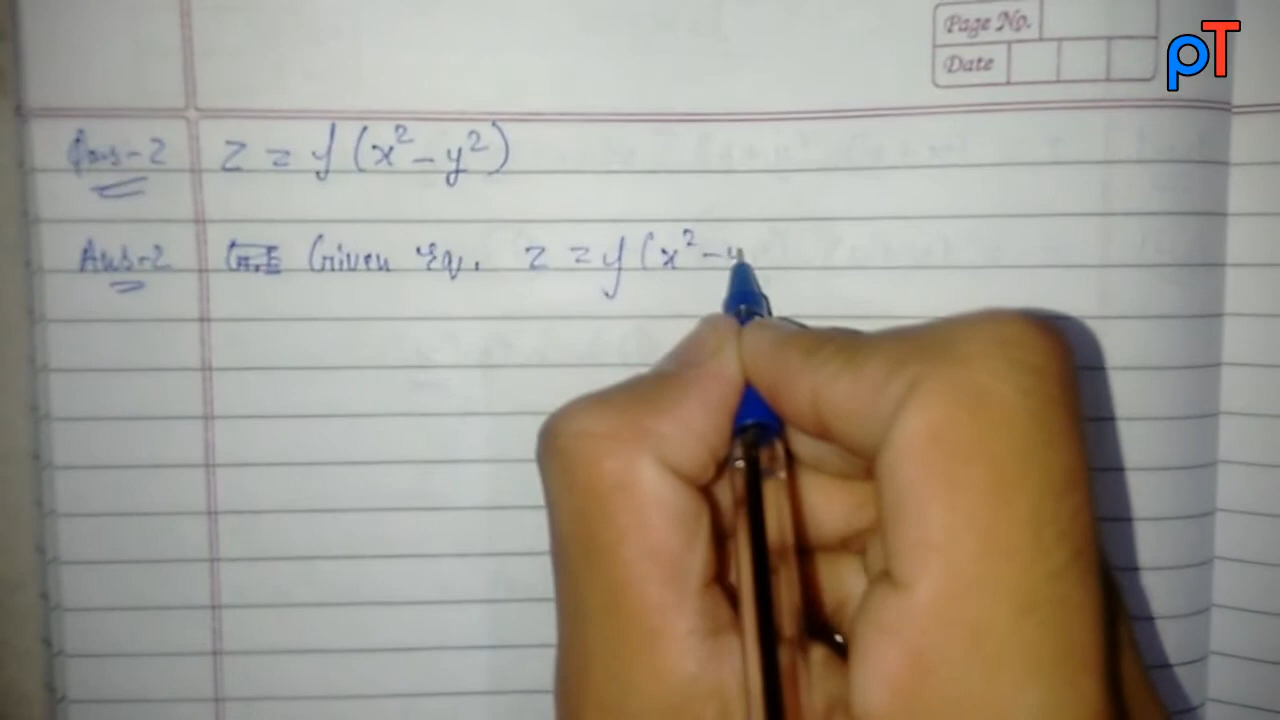 Page No.
Date
pT
Ques-2 z = f(x² - y²)
Ans-2 Given Eq. z = f(x² - y